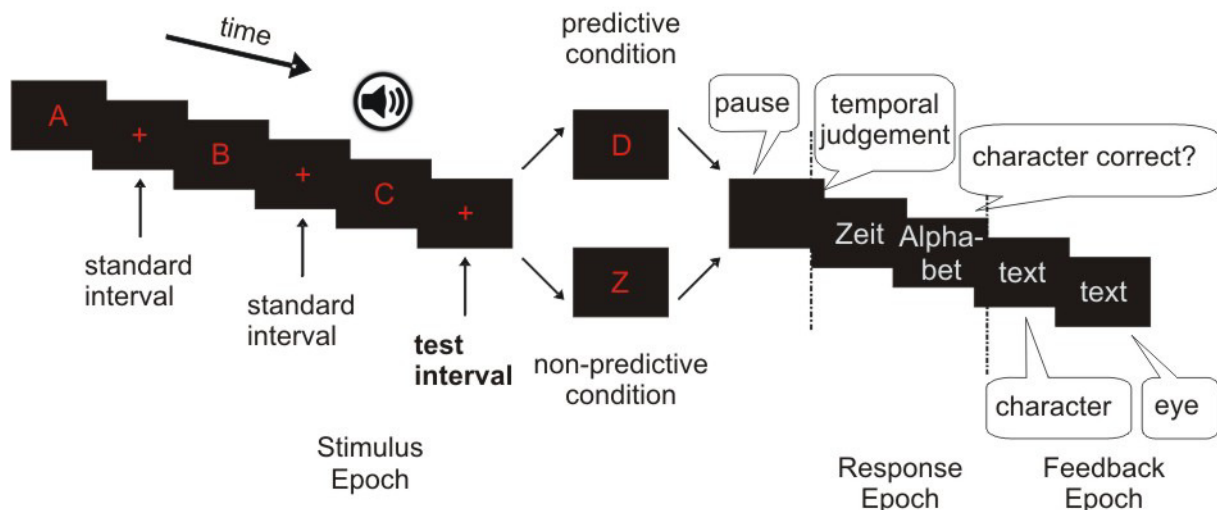 time
A
+
B
+
C
+
standard
interval
standard
interval
test
interval
predictive
condition
D
Z
non-predictive
condition
pause
temporal
judgement
character correct?
Zeit
Alpha-
bet
text
text
character
eye
Stimulus
Epoch
Response
Epoch
Feedback
Epoch